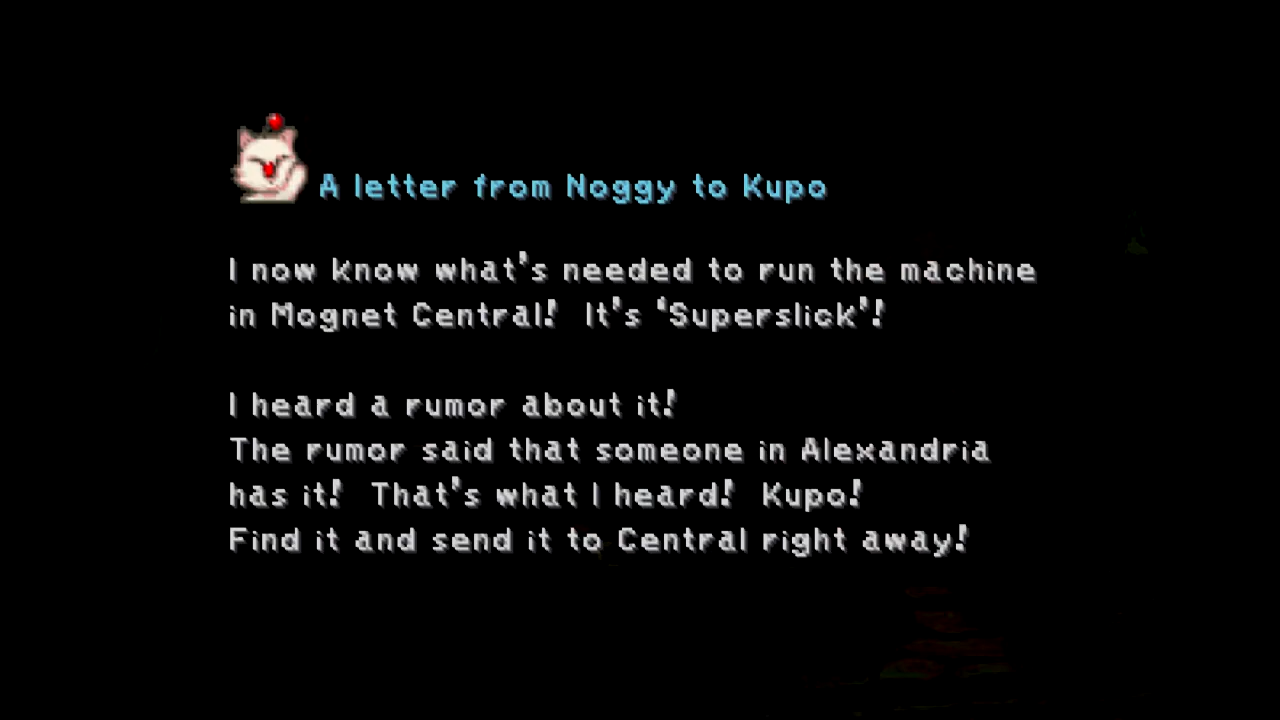 A letter from Noggy to Kupo
I now know what's needed to run the machine
in Mognet Central!  It's ‘Superslick’!
I heard a rumor about it!
The rumor said that someone in Alexandria
has it!  That's what I heard!  Kupo!
Find it and send it to Central right away!